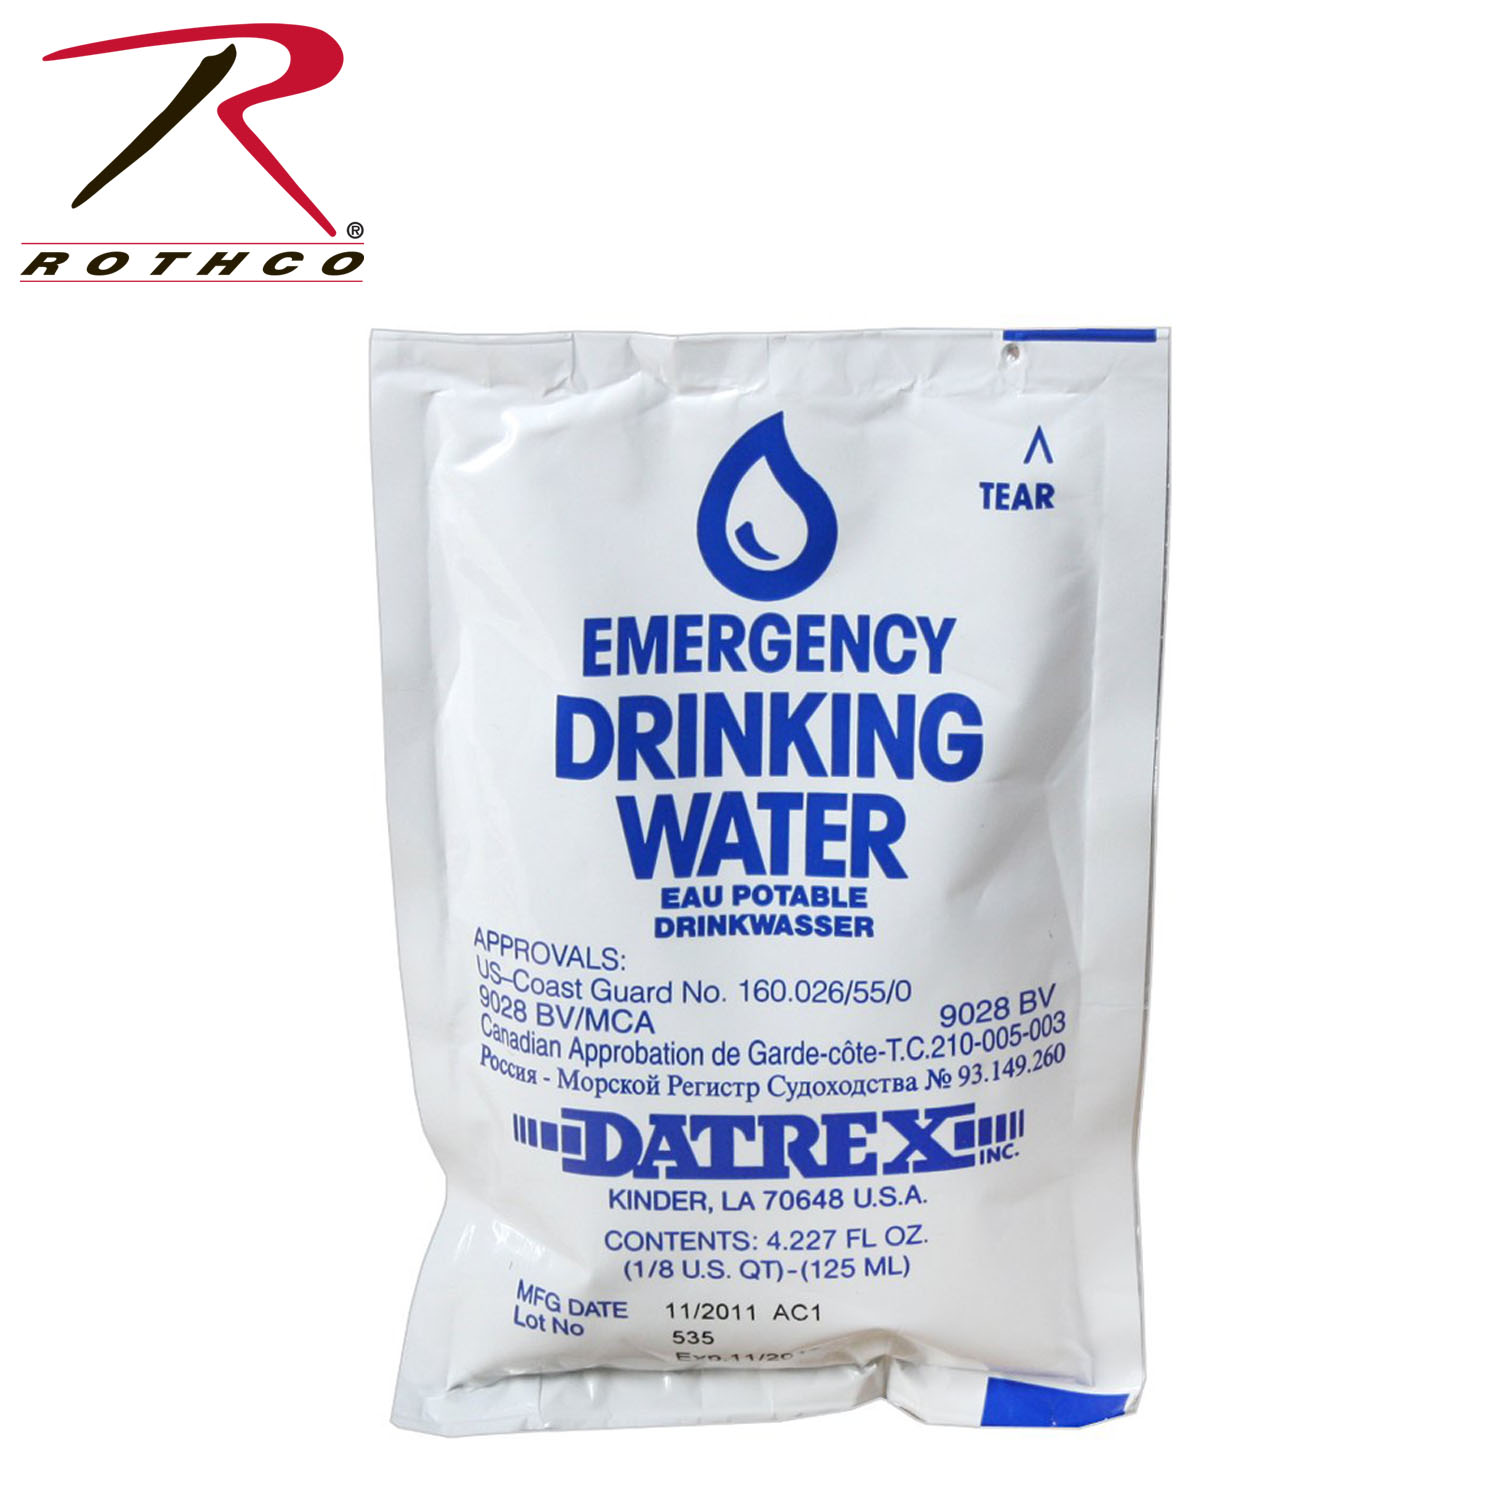 ROTHCO®
TEAR
EMERGENCY
DRINKING
WATER
EAU POTABLE
DRINKWASSER
APPROVALS:
US-Coast Guard No. 160.026/55/0
9028 BV/MCA 9028 BV
Canadian Approbation de Garde-côte-T.C.210-005-003
Россия - Морской Регистр Судоходства № 93.149.260
DATREX INC.
KINDER, LA 70648 U.S.A.
CONTENTS: 4.227 FL OZ.
(1/8 U.S. QT)-(125 ML)
MFG DATE 11/2011 AC1
Lot No 535
Exp.11/